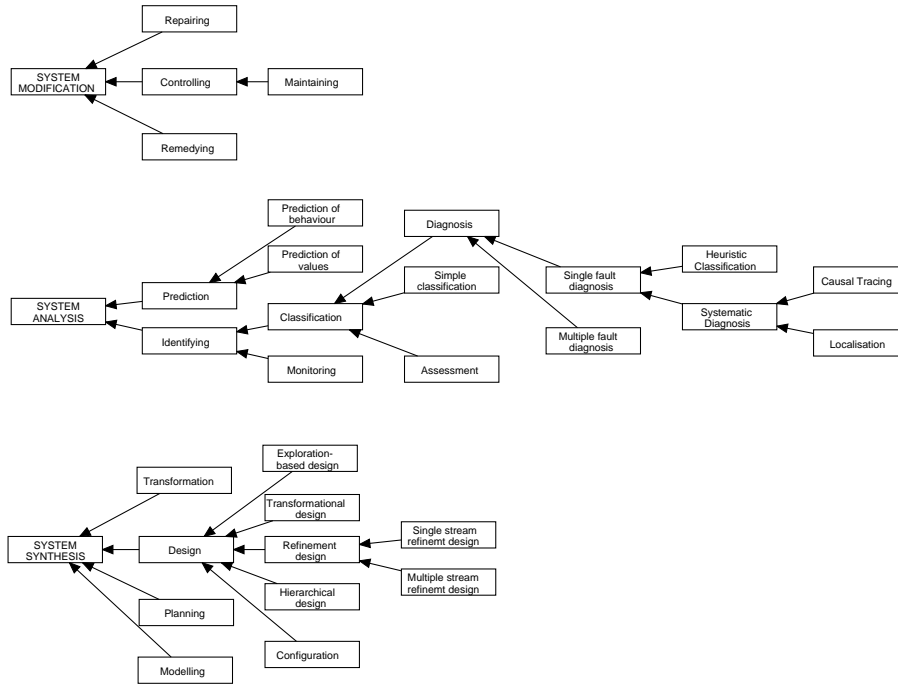 Repairing
SYSTEM
MODIFICATION
Controlling
Maintaining
Remedying
Prediction of
behaviour
Diagnosis
Prediction of
values
Heuristic
Classification
Simple
classification
Single fault
diagnosis
Causal Tracing
Prediction
SYSTEM
ANALYSIS
Classification
Systematic
Diagnosis
Identifying
Multiple fault
diagnosis
Localisation
Monitoring
Assessment
Exploration-
based design
Transformation
Transformational
design
Single stream
refinemt design
SYSTEM
SYNTHESIS
Design
Refinement
design
Multiple stream
refinemt design
Hierarchical
design
Planning
Configuration
Modelling